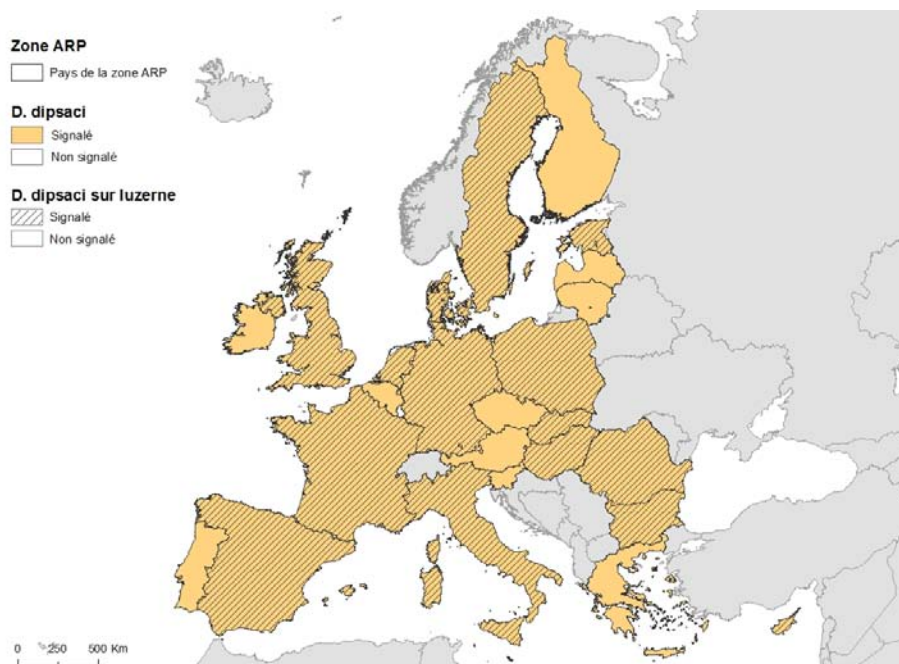 Zone ARP
Pays de la zone ARP
D. dipsaci
Signalé
Non signalé
D. dipsaci sur luzerne
Signalé
Non signalé
0 250 500 Km